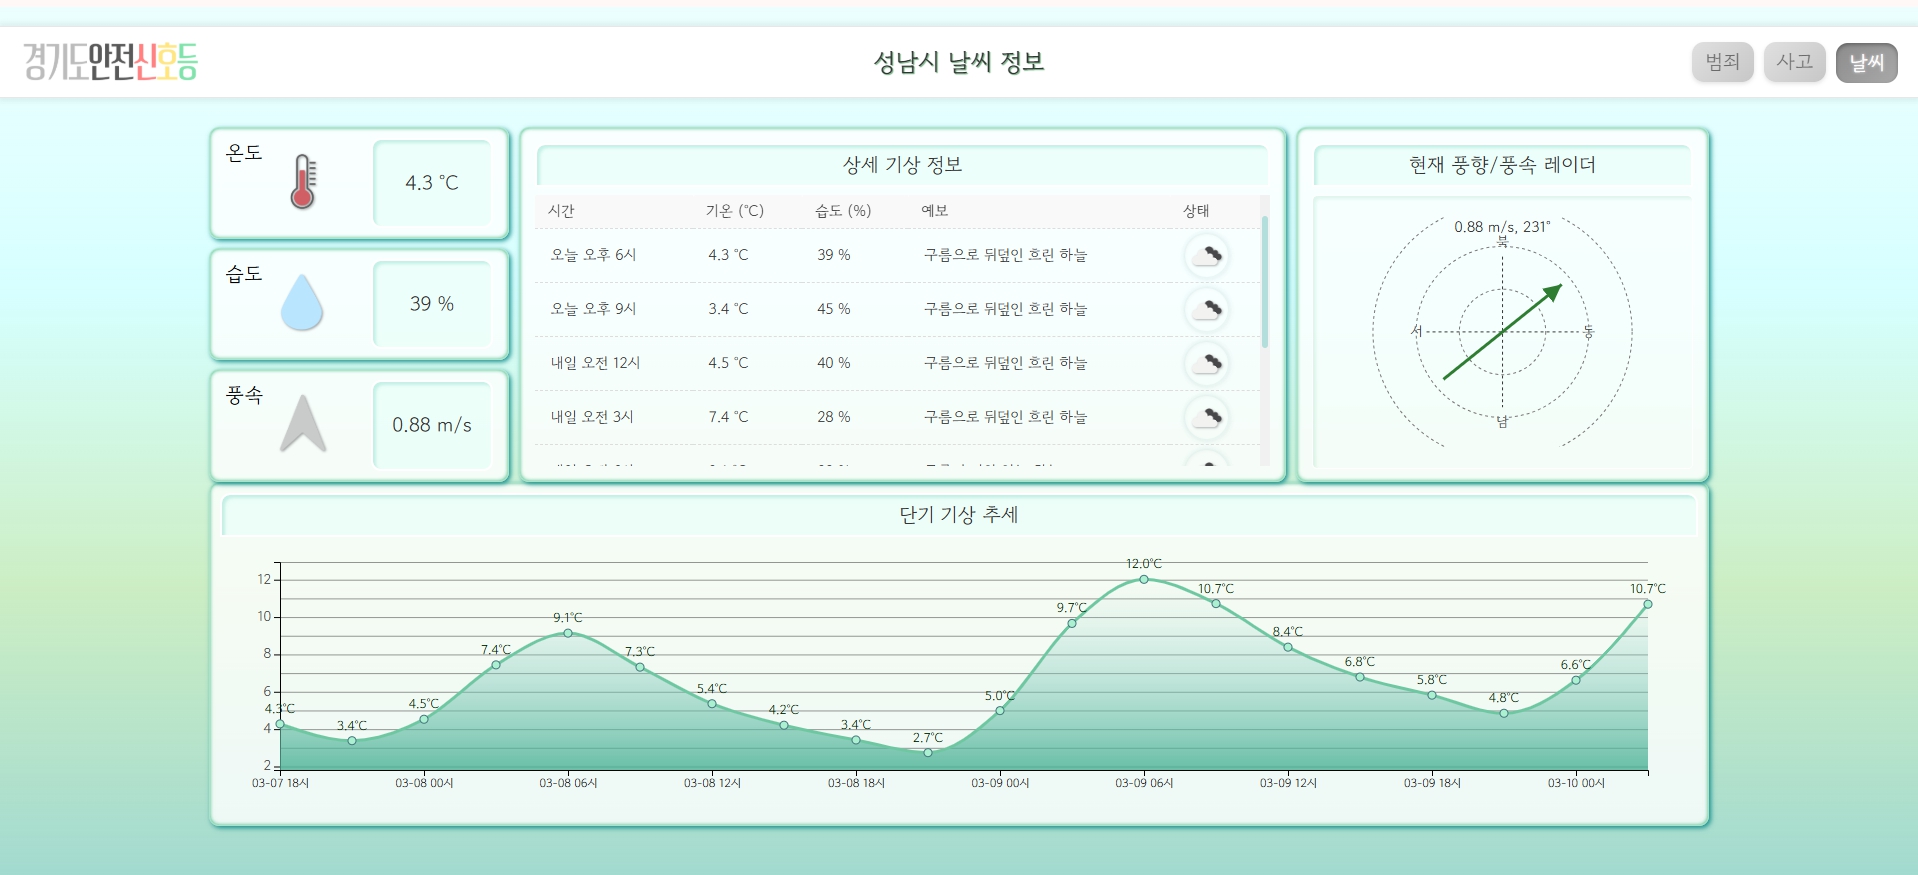 경기도안전신호등
성남시 날씨 정보
범죄 사고 날씨
온도
4.3 °C
습도
39 %
풍속
0.88 m/s
상세 기상 정보
시간 기온 (°C) 습도 (%) 예보 상태
오늘 오후 6시 4.3 °C 39 % 구름으로 뒤덮인 흐린 하늘
오늘 오후 9시 3.4 °C 45 % 구름으로 뒤덮인 흐린 하늘
내일 오전 12시 4.5 °C 40 % 구름으로 뒤덮인 흐린 하늘
내일 오전 3시 7.4 °C 28 % 구름으로 뒤덮인 흐린 하늘
현재 풍향/풍속 레이더
0.88 m/s, 231°
북
서 동
남
단기 기상 추세
12
10
8
6
4
2
4.3°C 3.4°C 4.5°C 7.4°C 9.1°C 7.3°C 5.4°C 4.2°C 3.4°C 2.7°C 5.0°C 9.7°C 12.0°C 10.7°C 8.4°C 6.8°C 5.8°C 4.8°C 6.6°C 10.7°C
03-07 18시 03-08 00시 03-08 06시 03-08 12시 03-08 18시 03-09 00시 03-09 06시 03-09 12시 03-09 18시 03-10 00시